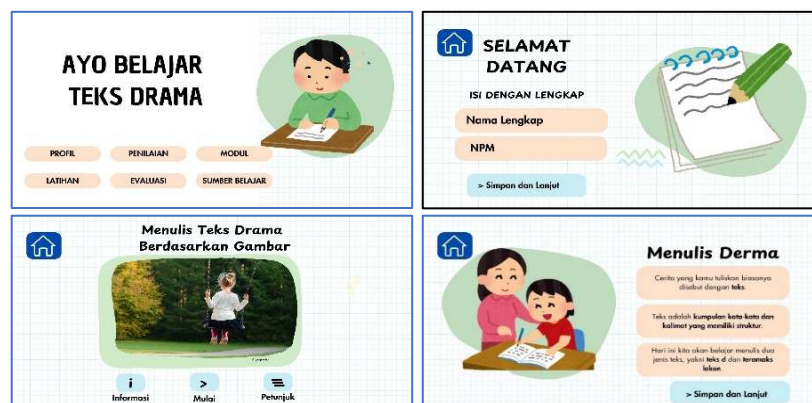 AYO BELAJAR
TEKS DRAMA
PROFIL
PENILAIAN
MODUL
LATIHAN
EVALUASI
SUMBER BELAJAR
SELAMAT
DATANG
ISI DENGAN LENGKAP
Nama Lengkap
NPM
> Simpan dan Lanjut
Menulis Teks Drama
Berdasarkan Gambar
i
Informasi
>
Mulai
Petunjuk
Menulis Derma
Cerita yang kamu tuliskan biasanya
disebut dengan teks.
Teks adalah kumpulan kata-kata dan
kalimat yang memiliki struktur.
Hari ini kita akan belajar menulis dua
jenis teks, yakni teks d dan teramaks
lekon.
> Simpan dan Lanjut